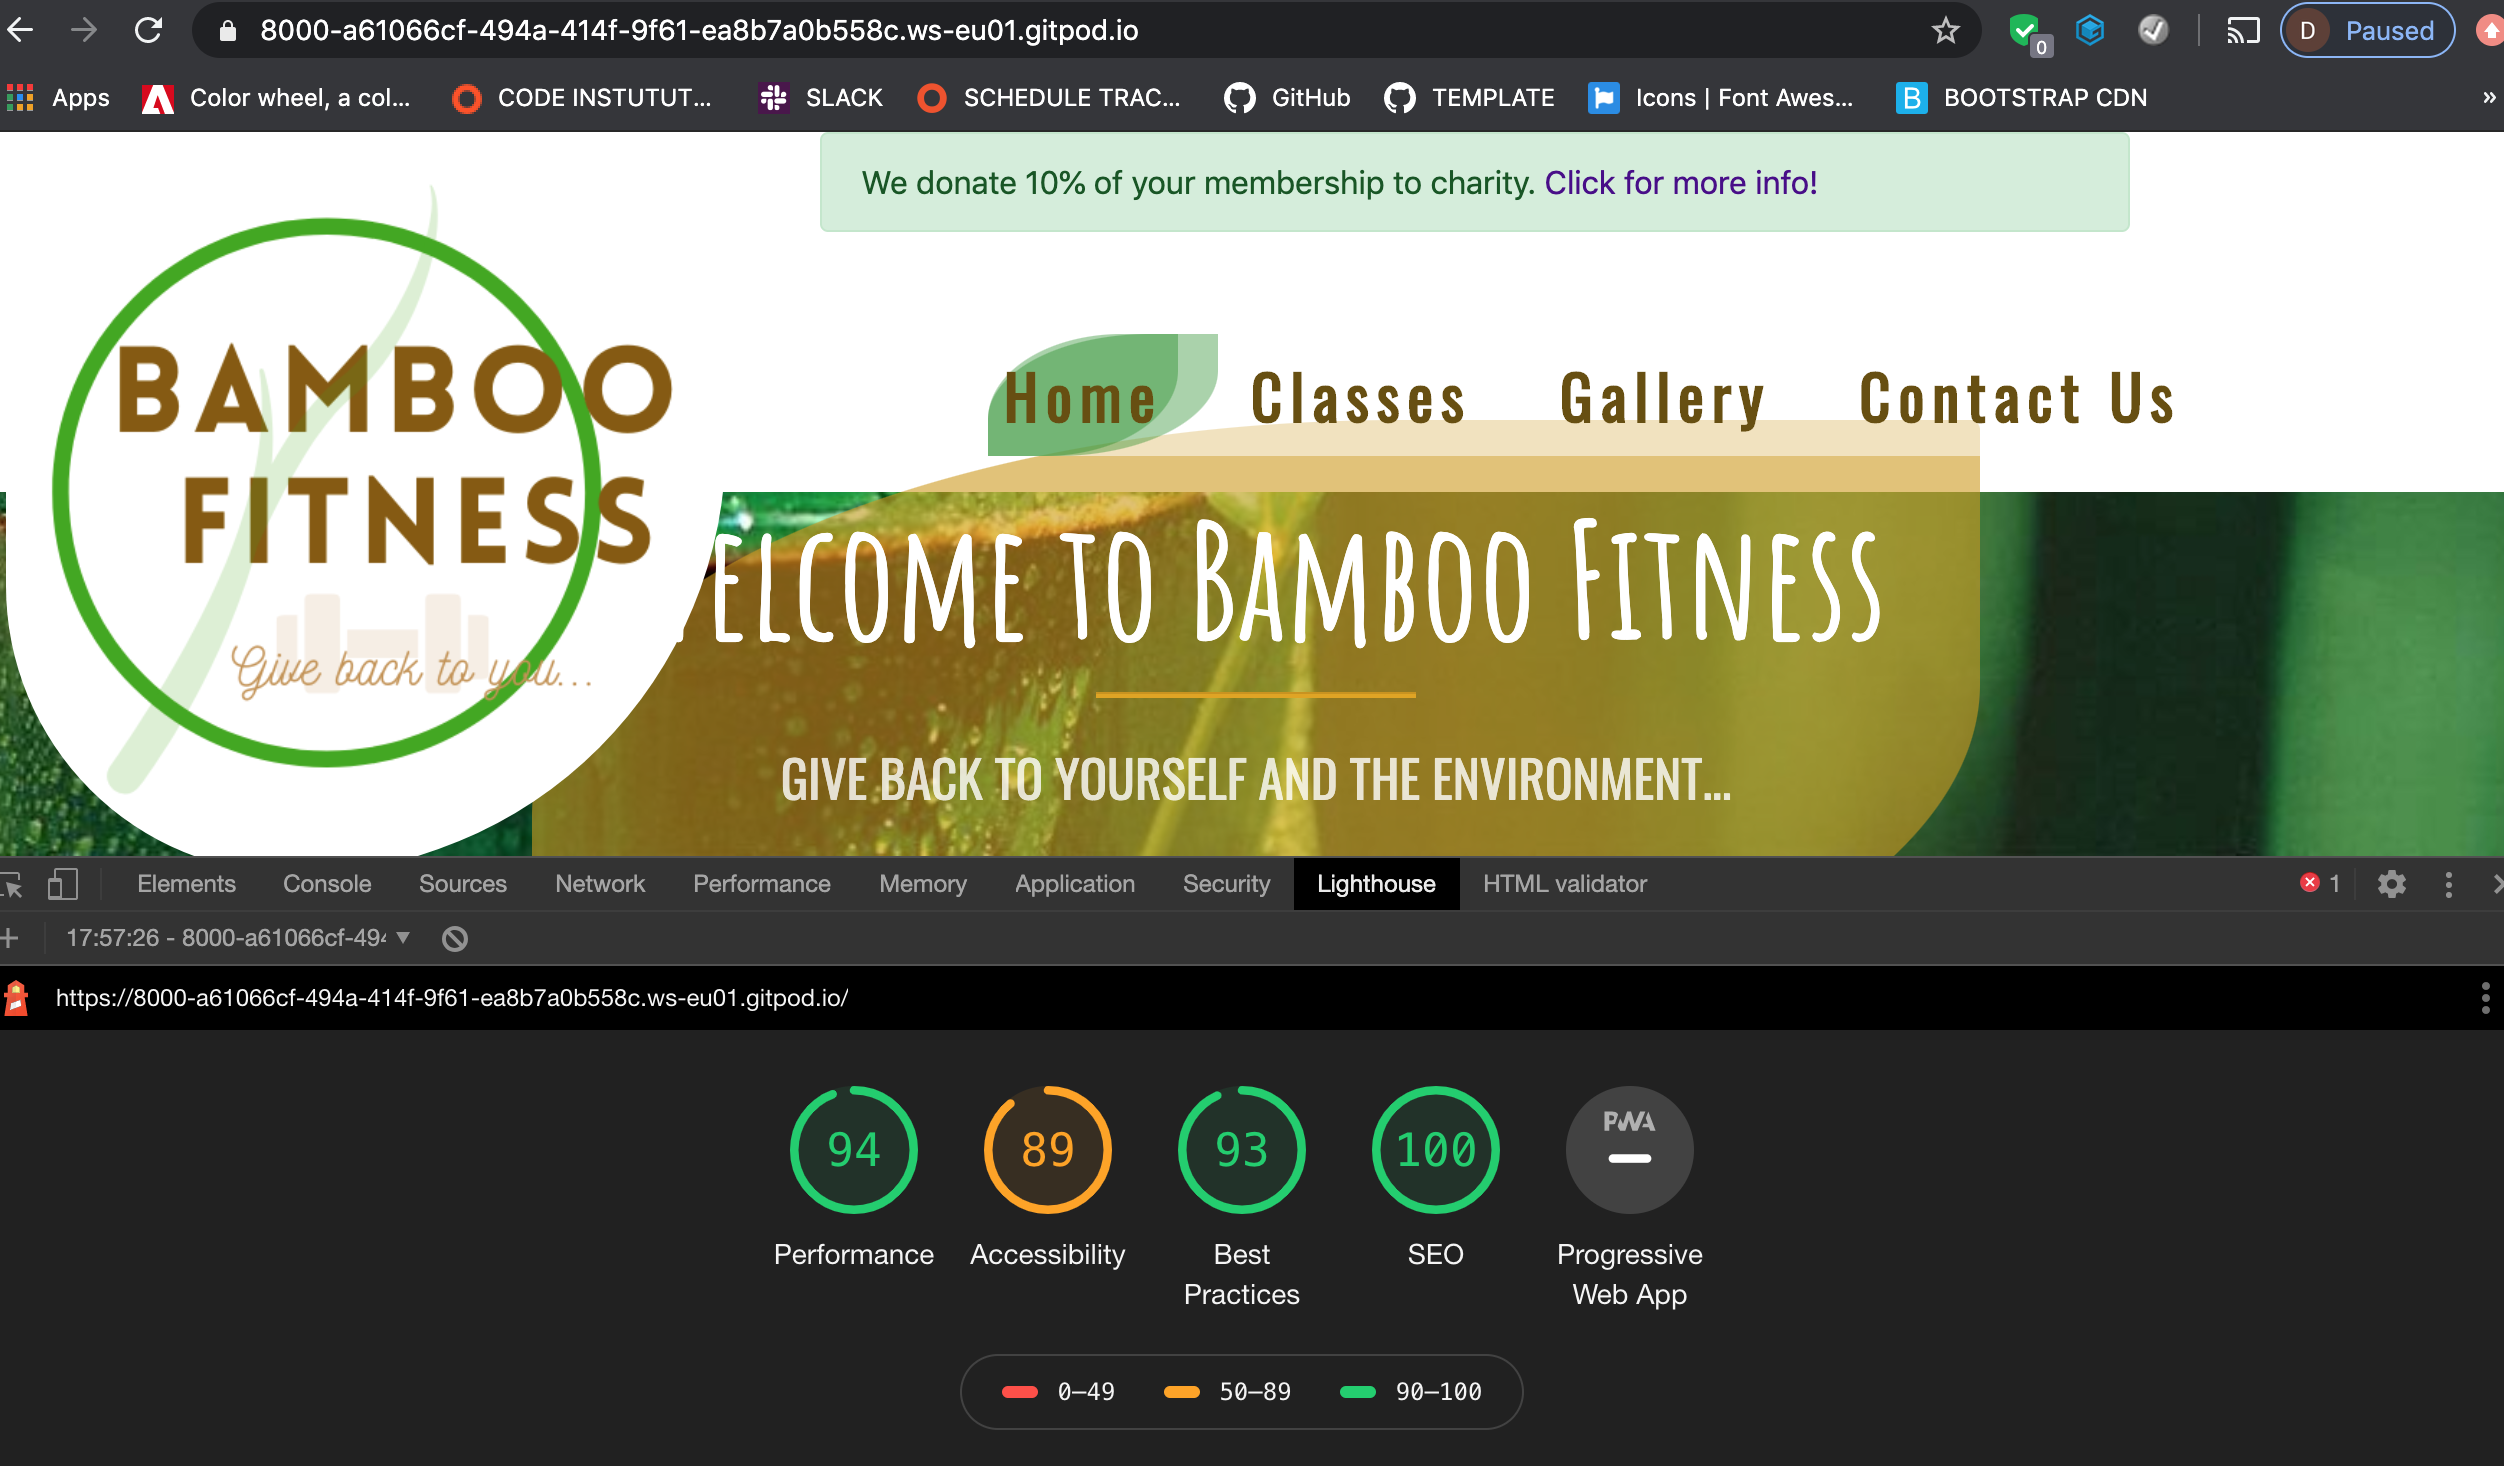 8000-a61066cf-494a-414f-9f61-ea8b7a0b558c.ws-eu01.gitpod.io
0
D Paused
Apps Color wheel, a col... CODE INSTUTUT... SLACK SCHEDULE TRAC... GitHub TEMPLATE Icons | Font Awes... B BOOTSTRAP CDN »
We donate 10% of your membership to charity. Click for more info!
BAMBOO
FITNESS
Give back to you...
Home Classes Gallery Contact Us
elcome to Bamboo Fitness
GIVE BACK TO YOURSELF AND THE ENVIRONMENT...
Elements Console Sources Network Performance Memory Application Security Lighthouse HTML validator 1
17:57:26 - 8000-a61066cf-494
https://8000-a61066cf-494a-414f-9f61-ea8b7a0b558c.ws-eu01.gitpod.io/
94 89 93 100 PWA
Performance Accessibility Best Practices SEO Progressive Web App
0–49 50–89 90–100